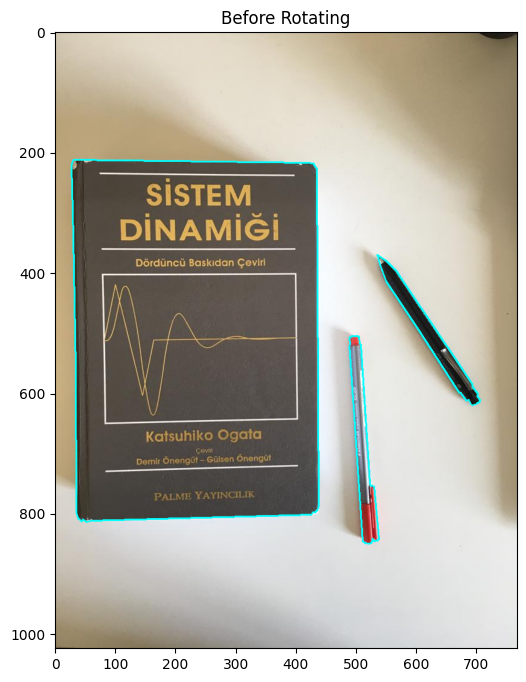 Before Rotating
0
200
400
600
800
1000
SİSTEM
DİNAMİĞİ
Dördüncü Baskıdan Çeviri
Katsuhiko Ogata
Çeviri
Demir Önengüt – Gülsen Önengüt
PALME YAYINCILIK
0 100 200 300 400 500 600 700